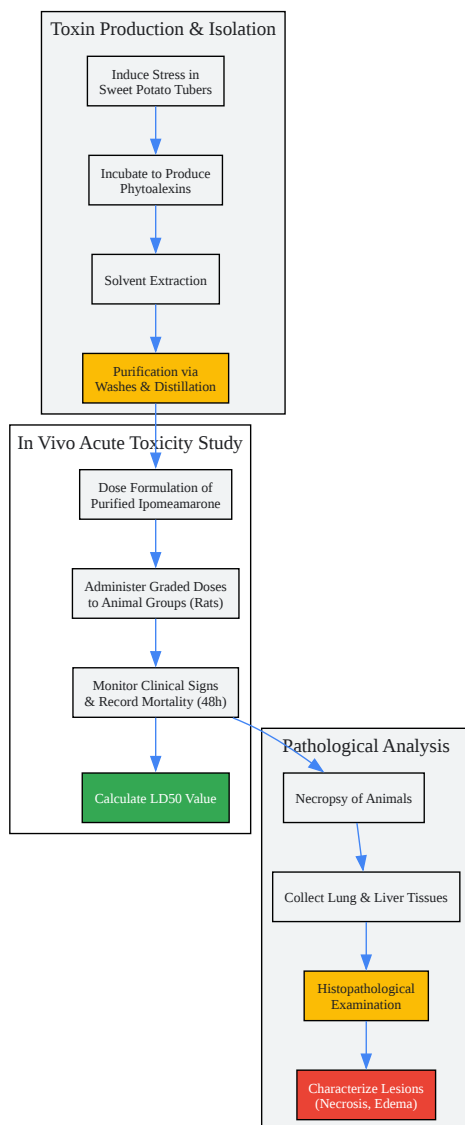 Toxin Production & Isolation
Induce Stress in
Sweet Potato Tubers
Incubate to Produce
Phytoalexins
Solvent Extraction
Purification via
Washes & Distillation
In Vivo Acute Toxicity Study
Dose Formulation of
Purified Ipomeamarone
Administer Graded Doses
to Animal Groups (Rats)
Monitor Clinical Signs
& Record Mortality (48h)
Calculate LD50 Value
Pathological Analysis
Necropsy of Animals
Collect Lung & Liver Tissues
Histopathological
Examination
Characterize Lesions
(Necrosis, Edema)